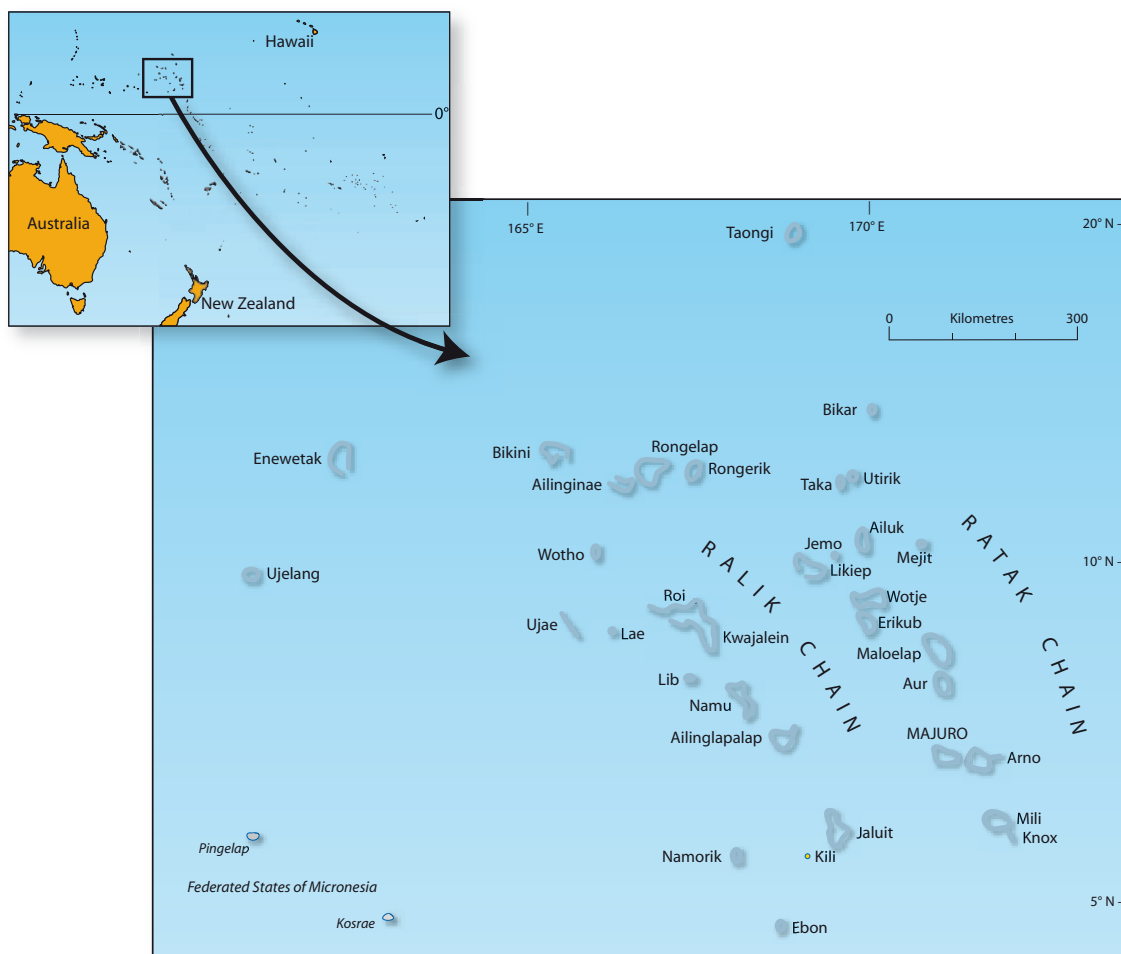 Hawaii
0°
Australia
New Zealand
165° E
170° E
20° N
Taongi
0 Kilometres 300
Bikar
Enewetak
Bikini
Rongelap
Rongerik
Ailinginae
Taka
Utirik
Ailuk
Jemo
Mejit
Wotho
Likiep
10° N
Ujelang
RALIK CHAIN
RATAK CHAIN
Roi
Wotje
Ujae
Lae
Kwajalein
Erikub
Maloelap
Lib
Aur
Namu
Ailinglapalap
MAJURO
Arno
Mili
Knox
Jaluit
Pingelap
Namorik
Kili
Federated States of Micronesia
5° N
Kosrae
Ebon